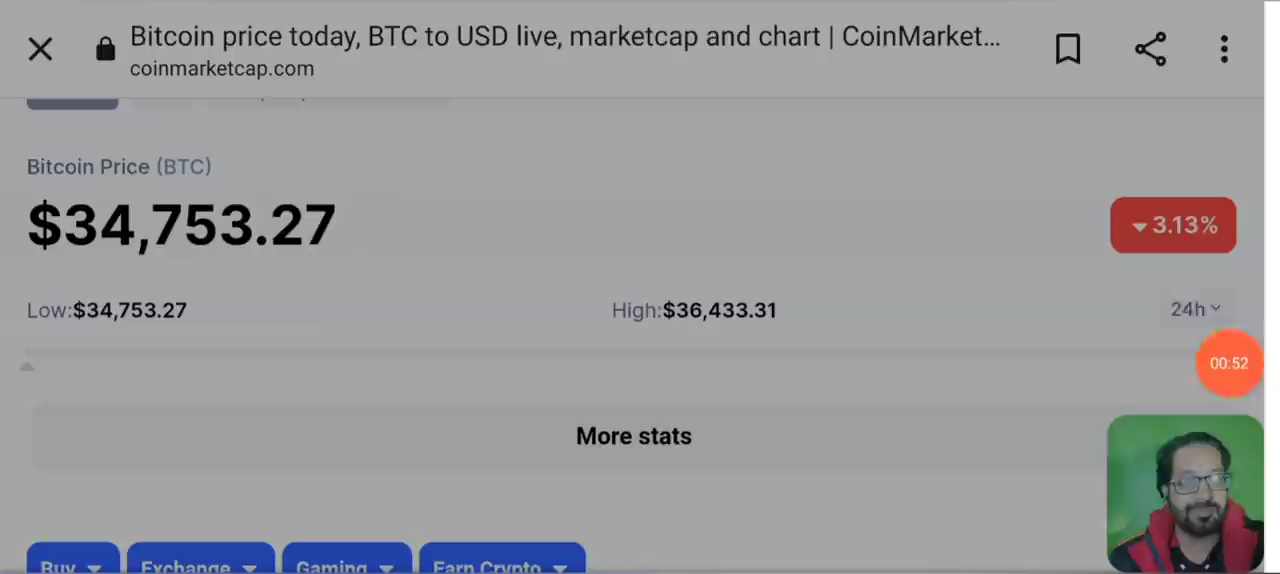 Bitcoin price today, BTC to USD live, marketcap and chart | CoinMarket...
coinmarketcap.com
Bitcoin Price (BTC)
$34,753.27
3.13%
Low:$34,753.27
High:$36,433.31
24h
00:52
More stats
Buy
Exchange
Gaming
Earn Crypto